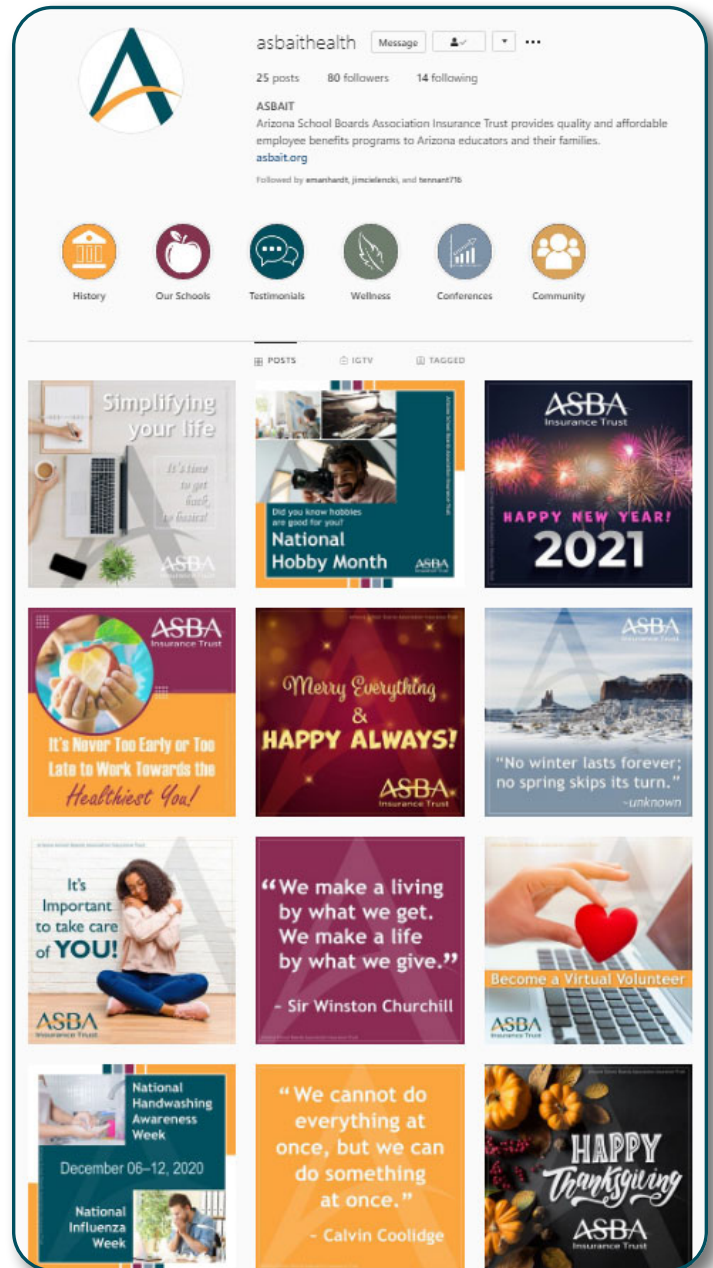 asbaithealth Message
25 posts 80 followers 14 following
ASBAIT
Arizona School Boards Association Insurance Trust provides quality and affordable
employee benefits programs to Arizona educators and their families.
asbait.org
Followed by emanhardt, jimcielencki, and tennant716
History Our Schools Testimonials Wellness Conferences Community
POSTS IGTV TAGGED
Simplifying
your life
It's time
to get
back
to basics!
ASBA
Did you know hobbies
are good for you?
National
Hobby Month
ASBA
ASBA
Insurance Trust
HAPPY NEW YEAR!
2021
ASBA
Insurance Trust
It's Never Too Early or Too
Late to Work Towards the
Healthiest You!
Merry Everything
&
HAPPY ALWAYS!
ASBA
Insurance Trust
ASBA
Insurance Trust
"No winter lasts forever;
no spring skips its turn."
~unknown
It's
Important
to take care
of YOU!
ASBA
Insurance Trust
“We make a living
by what we get.
We make a life
by what we give.”
– Sir Winston Churchill
Become a Virtual Volunteer
ASBA
Insurance Trust
National
Handwashing
Awareness
Week
December 06–12, 2020
National
Influenza
Week
“We cannot do
everything at
once, but we can
do something
at once.”
– Calvin Coolidge
HAPPY
Thanksgiving
ASBA
Insurance Trust